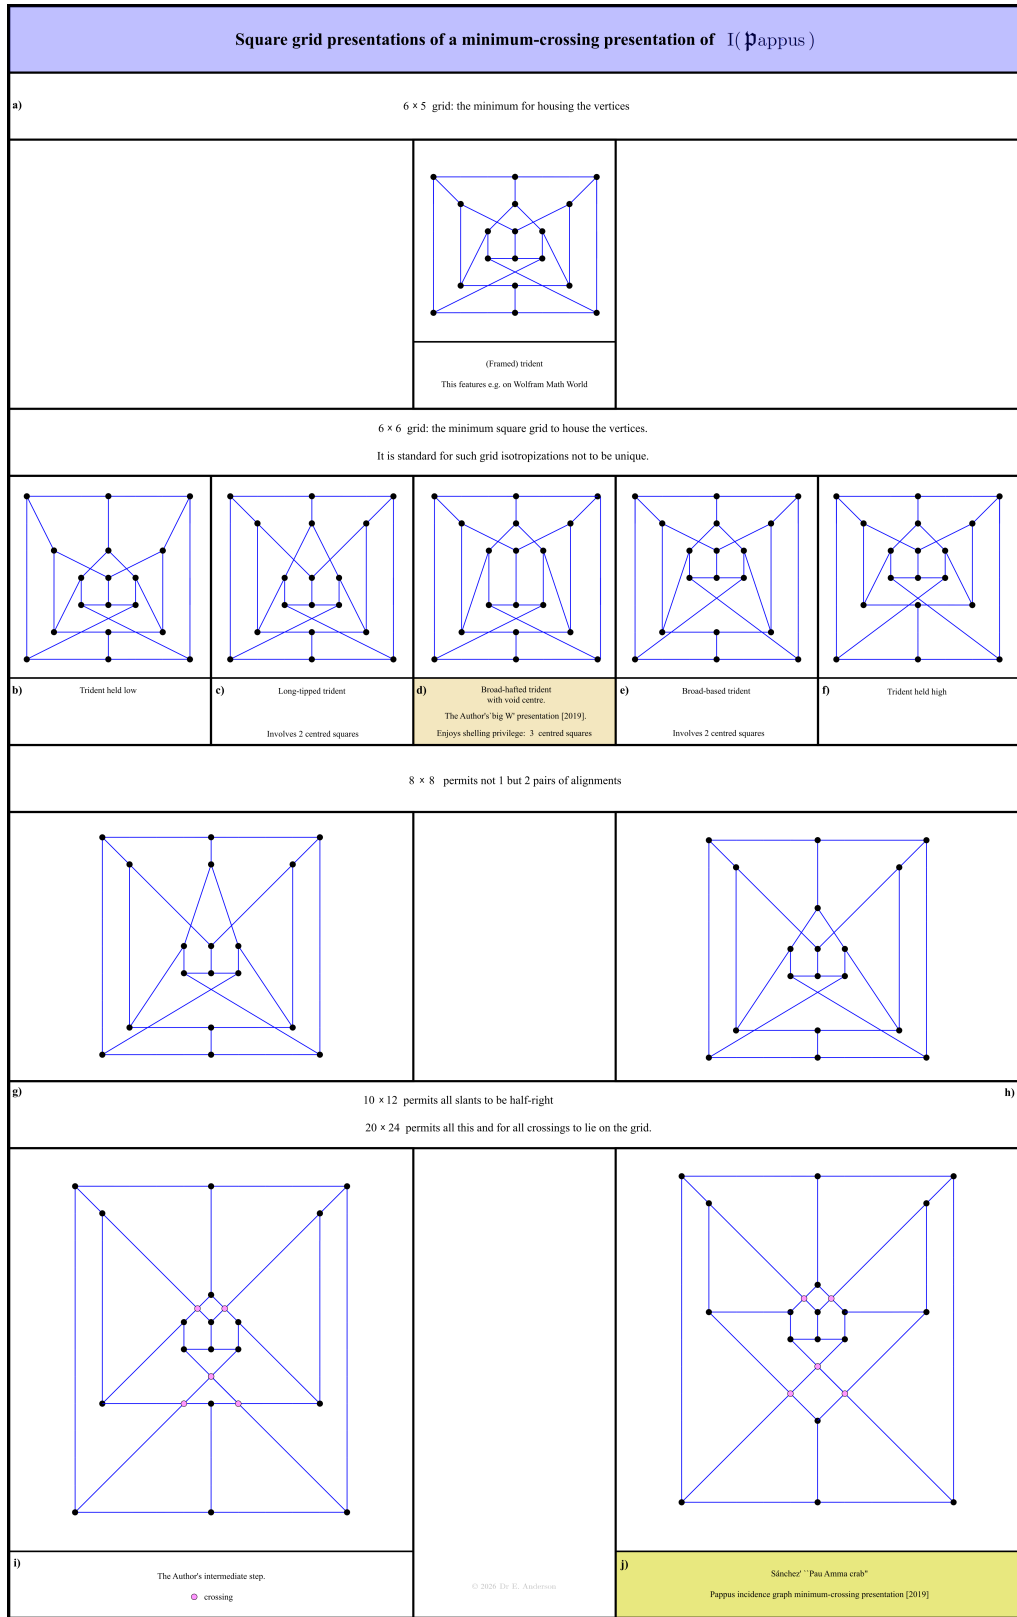 Square grid presentations of a minimum-crossing presentation of I( 𝕻appus )
a)
6 × 5 grid: the minimum for housing the vertices
(Framed) trident
This features e.g. on Wolfram Math World
6 × 6 grid: the minimum square grid to house the vertices.
It is standard for such grid isotropizations not to be unique.
b)
Trident held low
c)
Long-tipped trident
Involves 2 centred squares
d)
Broad-hafted trident
with void centre.
The Author's`big W' presentation [2019].
Enjoys shelling privilege: 3 centred squares
e)
Broad-based trident
Involves 2 centred squares
f)
Trident held high
8 × 8 permits not 1 but 2 pairs of alignments
g)
h)
10 × 12 permits all slants to be half-right
20 × 24 permits all this and for all crossings to lie on the grid.
i)
The Author's intermediate step.
crossing
© 2026 Dr E. Anderson
j)
Sánchez' ``Pau Amma crab"
Pappus incidence graph minimum-crossing presentation [2019]